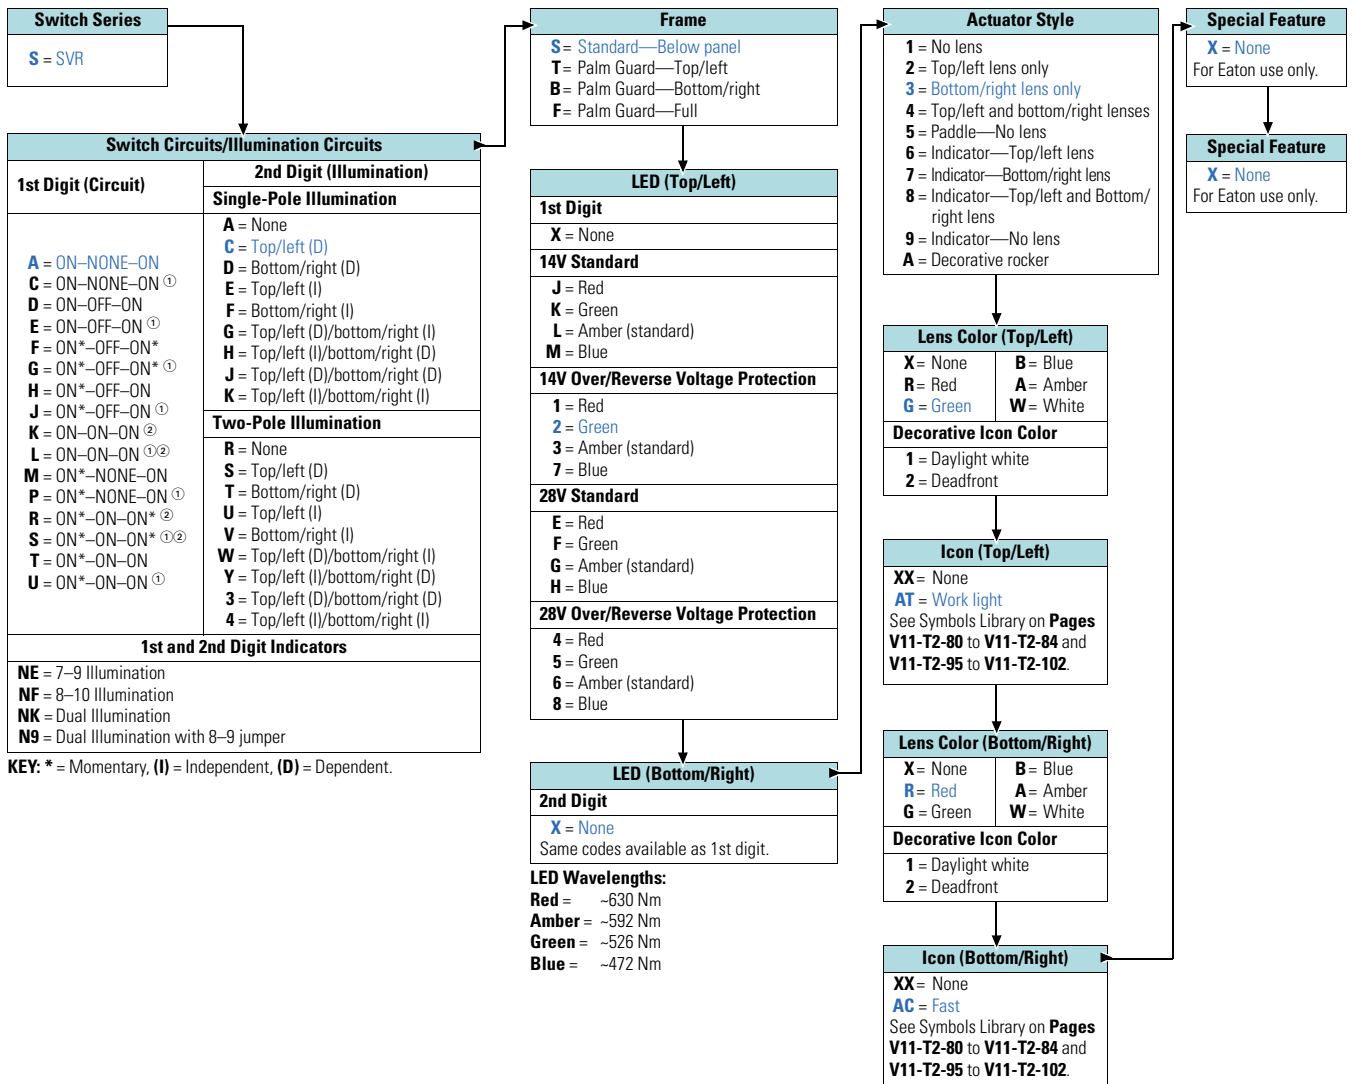 Switch Series
S = SVR
Switch Circuits/Illumination Circuits
1st Digit (Circuit)
A = ON–NONE–ON
C = ON–NONE–ON ①
D = ON–OFF–ON
E = ON–OFF–ON ①
F = ON*–OFF–ON*
G = ON*–OFF–ON* ①
H = ON*–OFF–ON
J = ON*–OFF–ON ①
K = ON–ON–ON ②
L = ON–ON–ON ①②
M = ON*–NONE–ON
P = ON*–NONE–ON ①
R = ON*–ON–ON* ②
S = ON*–ON–ON* ①②
T = ON*–ON–ON
U = ON*–ON–ON ①
2nd Digit (Illumination)
Single-Pole Illumination
A = None
C = Top/left (D)
D = Bottom/right (D)
E = Top/left (I)
F = Bottom/right (I)
G = Top/left (D)/bottom/right (I)
H = Top/left (I)/bottom/right (D)
J = Top/left (D)/bottom/right (D)
K = Top/left (I)/bottom/right (I)
Two-Pole Illumination
R = None
S = Top/left (D)
T = Bottom/right (D)
U = Top/left (I)
V = Bottom/right (I)
W = Top/left (D)/bottom/right (I)
Y = Top/left (I)/bottom/right (D)
3 = Top/left (D)/bottom/right (D)
4 = Top/left (I)/bottom/right (I)
1st and 2nd Digit Indicators
NE = 7–9 Illumination
NF = 8–10 Illumination
NK = Dual Illumination
N9 = Dual Illumination with 8–9 jumper
KEY: * = Momentary, (I) = Independent, (D) = Dependent.
Frame
S = Standard—Below panel
T = Palm Guard—Top/left
B = Palm Guard—Bottom/right
F = Palm Guard—Full
LED (Top/Left)
1st Digit
X = None
14V Standard
J = Red
K = Green
L = Amber (standard)
M = Blue
14V Over/Reverse Voltage Protection
1 = Red
2 = Green
3 = Amber (standard)
7 = Blue
28V Standard
E = Red
F = Green
G = Amber (standard)
H = Blue
28V Over/Reverse Voltage Protection
4 = Red
5 = Green
6 = Amber (standard)
8 = Blue
LED (Bottom/Right)
2nd Digit
X = None
Same codes available as 1st digit.
LED Wavelengths:
Red = ~630 Nm
Amber = ~592 Nm
Green = ~526 Nm
Blue = ~472 Nm
Actuator Style
1 = No lens
2 = Top/left lens only
3 = Bottom/right lens only
4 = Top/left and bottom/right lenses
5 = Paddle—No lens
6 = Indicator—Top/left lens
7 = Indicator—Bottom/right lens
8 = Indicator—Top/left and Bottom/
right lens
9 = Indicator—No lens
A = Decorative rocker
Lens Color (Top/Left)
X = None B = Blue
R = Red A = Amber
G = Green W = White
Decorative Icon Color
1 = Daylight white
2 = Deadfront
Icon (Top/Left)
XX = None
AT = Work light
See Symbols Library on Pages
V11-T2-80 to V11-T2-84 and
V11-T2-95 to V11-T2-102.
Lens Color (Bottom/Right)
X = None B = Blue
R = Red A = Amber
G = Green W = White
Decorative Icon Color
1 = Daylight white
2 = Deadfront
Icon (Bottom/Right)
XX = None
AC = Fast
See Symbols Library on Pages
V11-T2-80 to V11-T2-84 and
V11-T2-95 to V11-T2-102.
Special Feature
X = None
For Eaton use only.
Special Feature
X = None
For Eaton use only.